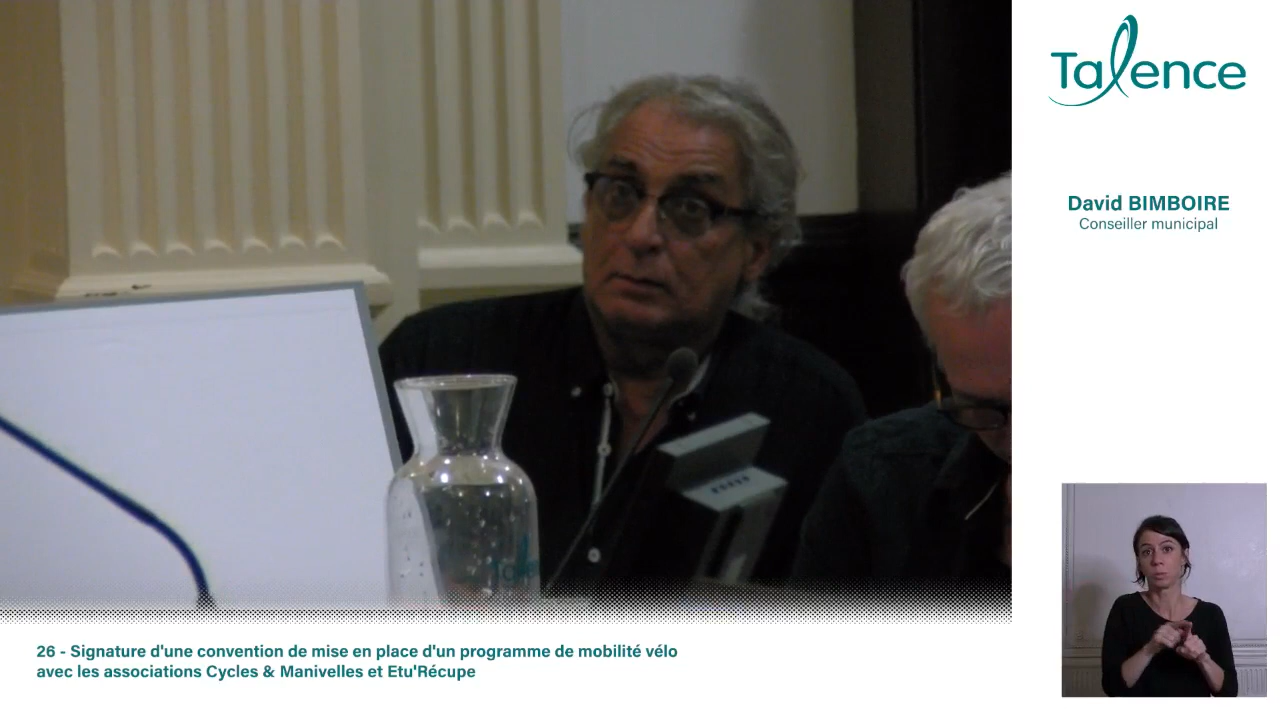 Talence
David BIMBOIRE
Conseiller municipal
26 - Signature d'une convention de mise en place d'un programme de mobilité vélo
avec les associations Cycles & Manivelles et Etu'Récupe